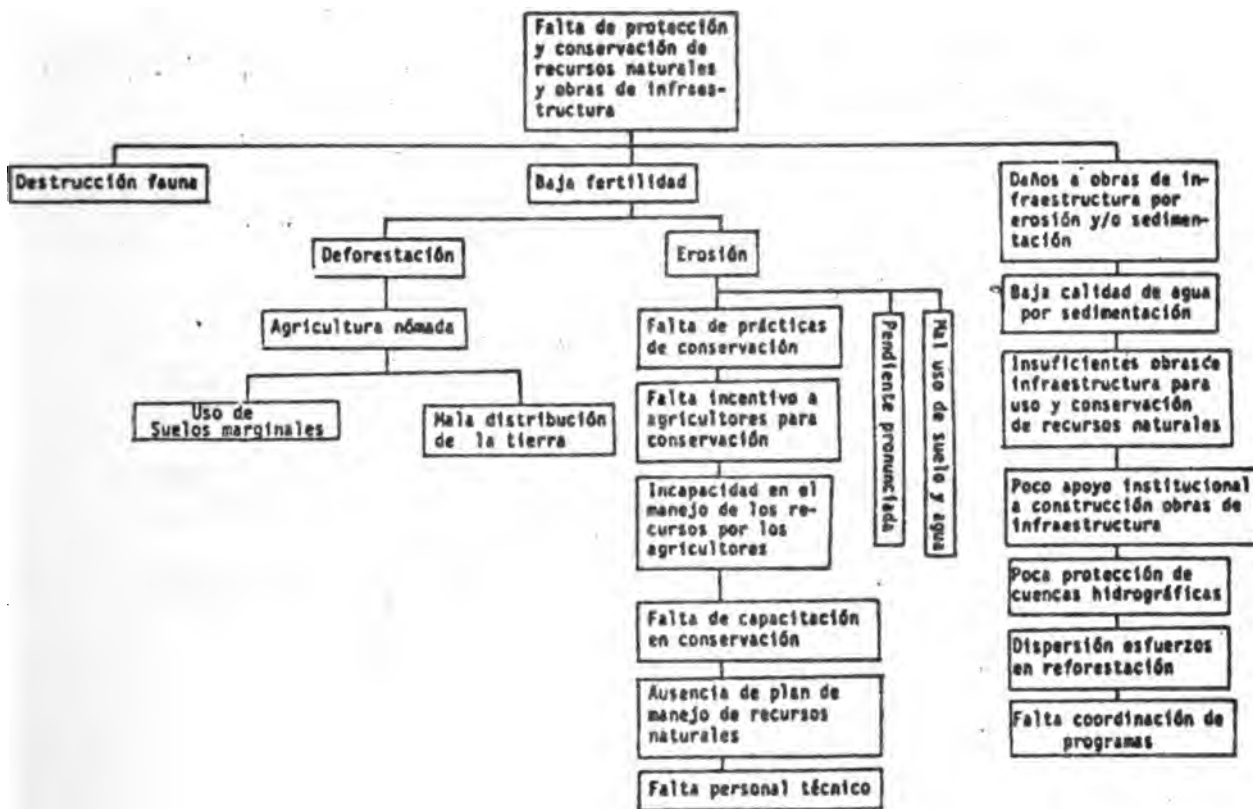 Falta de protección
y conservación de
recursos naturales
y obras de infraes-
tructura
Destrucción fauna
Baja fertilidad
Daños a obras de in-
fraestructura por
erosión y/o sedimen-
tación
Deforestación
Erosión
Agricultura nómada
Uso de
Suelos marginales
Mala distribución
de la tierra
Falta de prácticas
de conservación
Falta incentivo a
agricultores para
conservación
Incapacidad en el
manejo de los re-
cursos por los
agricultores
Falta de capacitación
en conservación
Ausencia de plan de
manejo de recursos
naturales
Falta personal técnico
Pendiente pronunciada
Mal uso de suelo y agua
Baja calidad de agua
por sedimentación
Insuficientes obrasde
infraestructura para
uso y conservación
de recursos naturales
Poco apoyo institucional
a construcción obras de
infraestructura
Poca protección de
cuencas hidrográficas
Dispersión esfuerzos
en reforestación
Falta coordinación de
programas